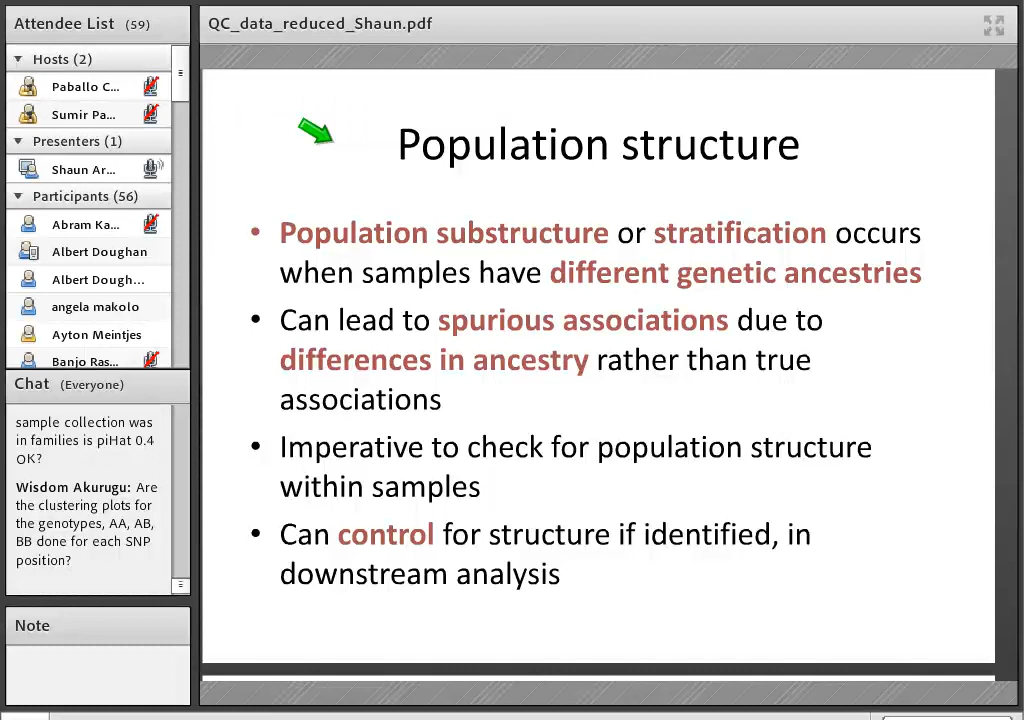 Attendee List (59)
Hosts (2)
Paballo C...
Sumir Pa...
Presenters (1)
Shaun Ar...
Participants (56)
Abram Ka...
Albert Doughan
Albert Dough...
angela makolo
Ayton Meintjes
Banjo Ras...
Chat (Everyone)
sample collection was
in families is piHat 0.4
OK?
Wisdom Akurugu: Are
the clustering plots for
the genotypes, AA, AB,
BB done for each SNP
position?
Note
QC_data_reduced_Shaun.pdf
Population structure
• Population substructure or stratification occurs
when samples have different genetic ancestries
• Can lead to spurious associations due to
differences in ancestry rather than true
associations
• Imperative to check for population structure
within samples
• Can control for structure if identified, in
downstream analysis